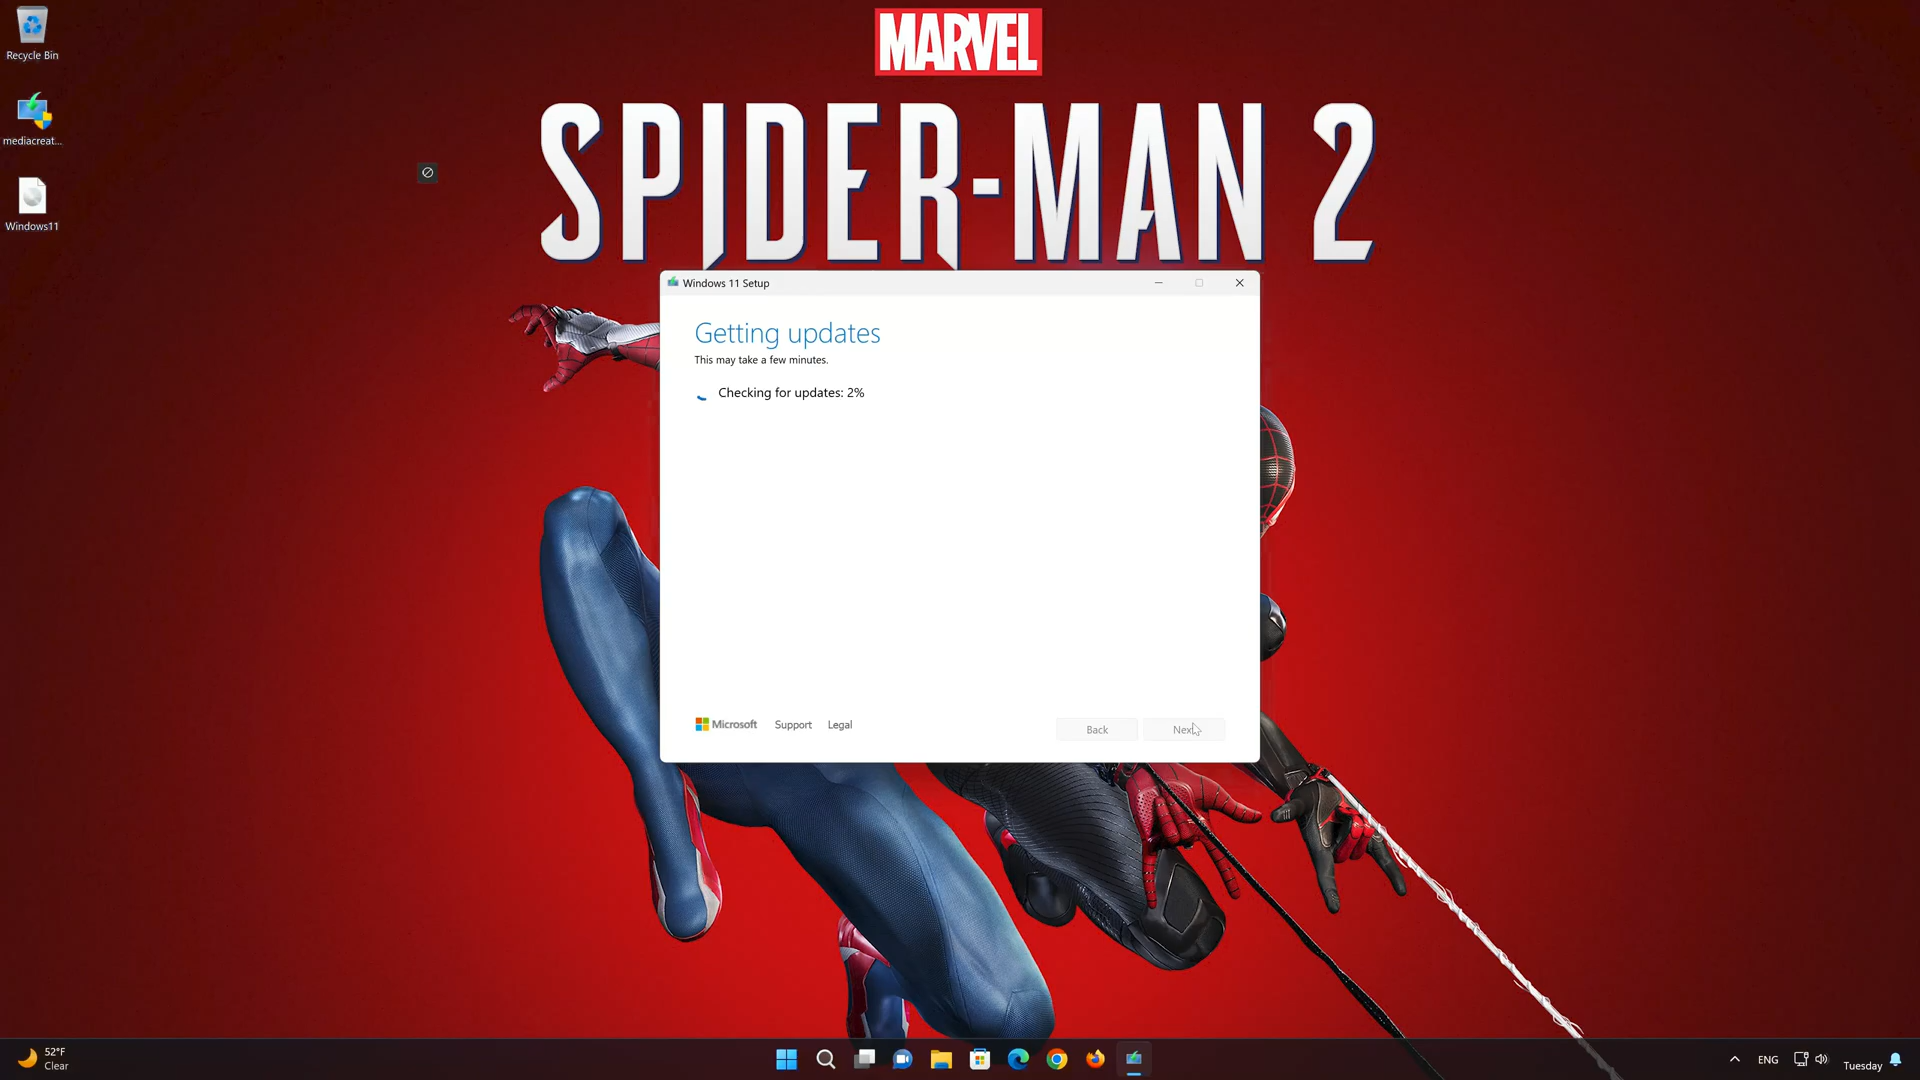 Recycle Bin
mediacreat...
Windows11
MARVEL
SPIDER-MAN 2
Windows 11 Setup
Getting updates
This may take a few minutes.
Checking for updates: 2%
Microsoft
Support
Legal
Back
Next
52°F
Clear
ENG
Tuesday